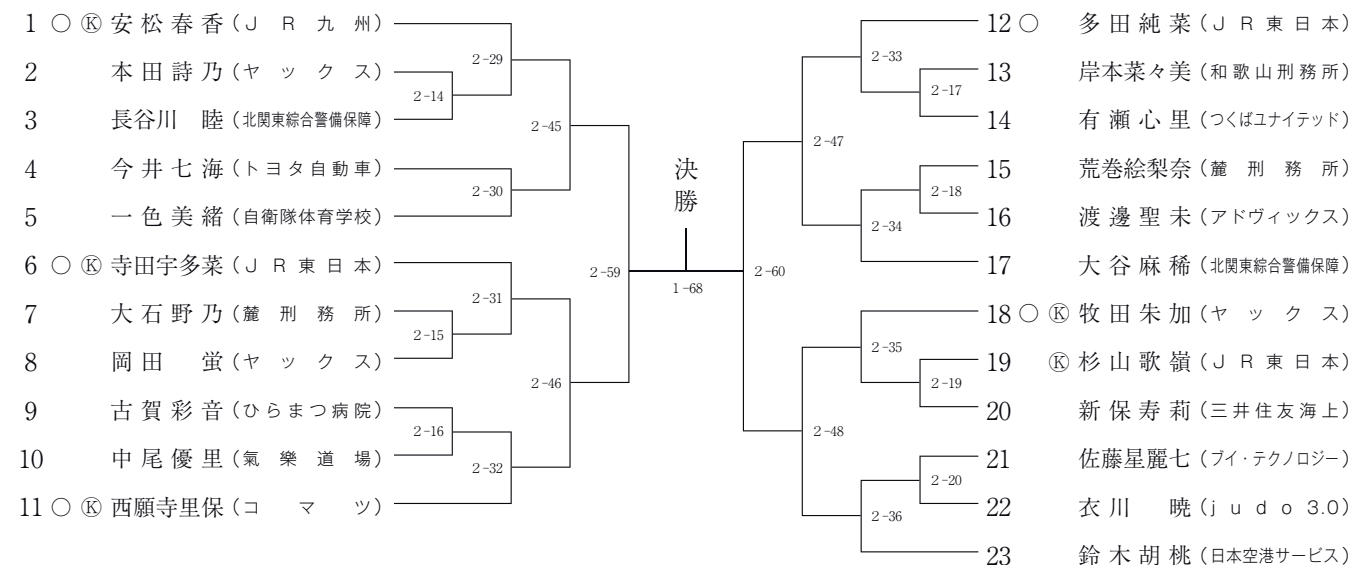 1 ○ Ⓚ 安松春香(JR九州)
2 本田詩乃(ヤックス)
3 長谷川 睦(北関東綜合警備保障)
4 今井七海(トヨタ自動車)
5 一色美緒(自衛隊体育学校)
6 ○ Ⓚ 寺田宇多菜(JR東日本)
7 大石野乃(麓刑務所)
8 岡田 蛍(ヤックス)
9 古賀彩音(ひらまつ病院)
10 中尾優里(氣樂道場)
11 ○ Ⓚ 西願寺里保(コマツ)
2-14
2-15
2-16
2-29
2-30
2-31
2-32
2-45
2-46
2-59
決勝
1-68
2-60
2-47
2-48
2-33
2-34
2-35
2-36
2-17
2-18
2-19
2-20
12 ○ 多田純菜(JR東日本)
13 岸本菜々美(和歌山刑務所)
14 有瀬心里(つくばユナイテッド)
15 荒巻絵梨奈(麓刑務所)
16 渡邊聖未(アドヴィックス)
17 大谷麻稀(北関東綜合警備保障)
18 ○ Ⓚ 牧田朱加(ヤックス)
19 Ⓚ 杉山歌嶺(JR東日本)
20 新保寿莉(三井住友海上)
21 佐藤星麗七(ブイ・テクノロジー)
22 衣川 暁(judo 3.0)
23 鈴木胡桃(日本空港サービス)